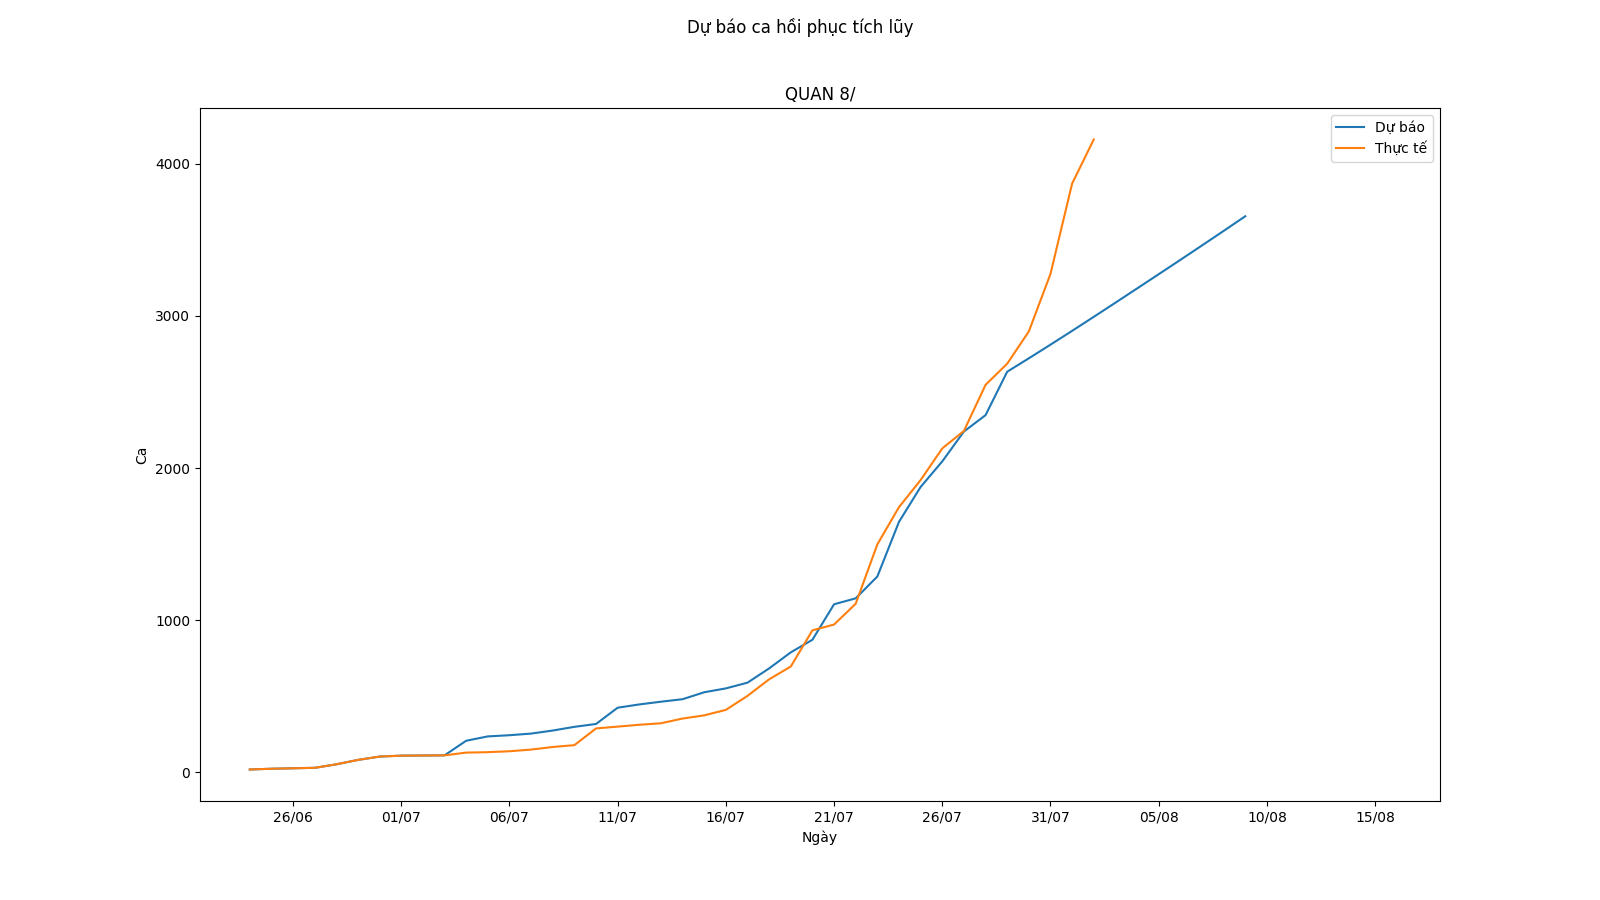 Dự báo ca hồi phục tích lũy
QUAN 8/
Dự báo
Thực tế
4000
3000
2000
1000
0
Ca
26/06 01/07 06/07 11/07 16/07 21/07 26/07 31/07 05/08 10/08 15/08
Ngày